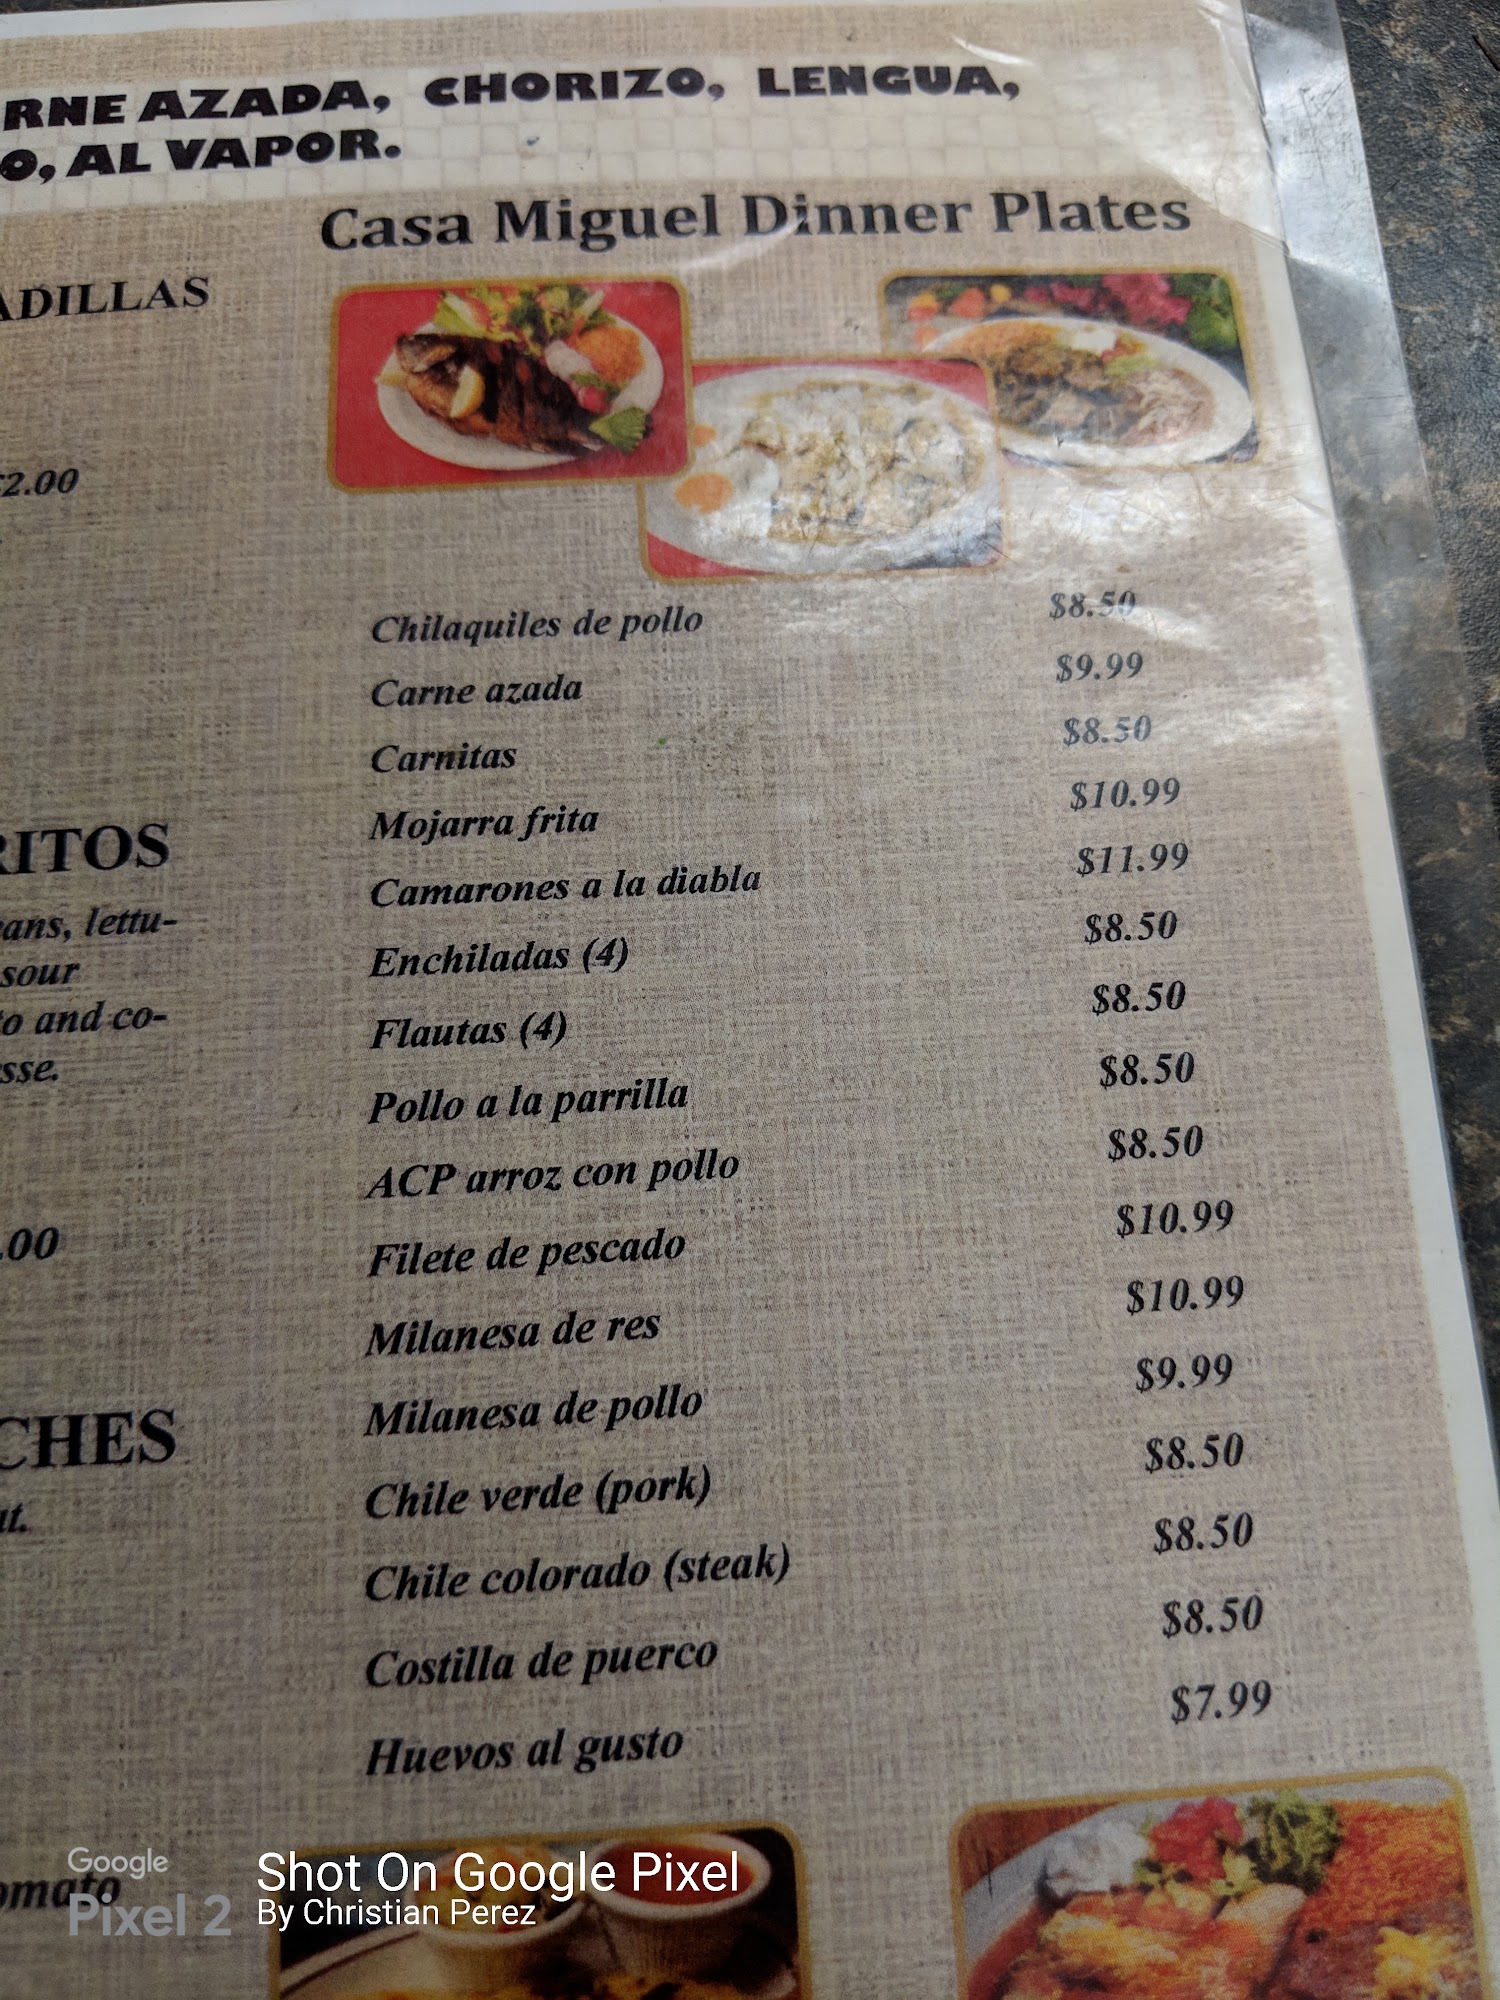 RNE AZADA, CHORIZO, LENGUA,
O, AL VAPOR.
Casa Miguel Dinner Plates
ADILLAS
2.00
RITOS
ans, lettu-
sour
to and co-
sse.
.00
CHES
ut.
omato
Chilaquiles de pollo $8.50
Carne azada $9.99
Carnitas $8.50
Mojarra frita $10.99
Camarones a la diabla $11.99
Enchiladas (4) $8.50
Flautas (4) $8.50
Pollo a la parrilla $8.50
ACP arroz con pollo $8.50
Filete de pescado $10.99
Milanesa de res $10.99
Milanesa de pollo $9.99
Chile verde (pork) $8.50
Chile colorado (steak) $8.50
Costilla de puerco $8.50
Huevos al gusto $7.99
Google
Pixel 2
Shot On Google Pixel
By Christian Perez